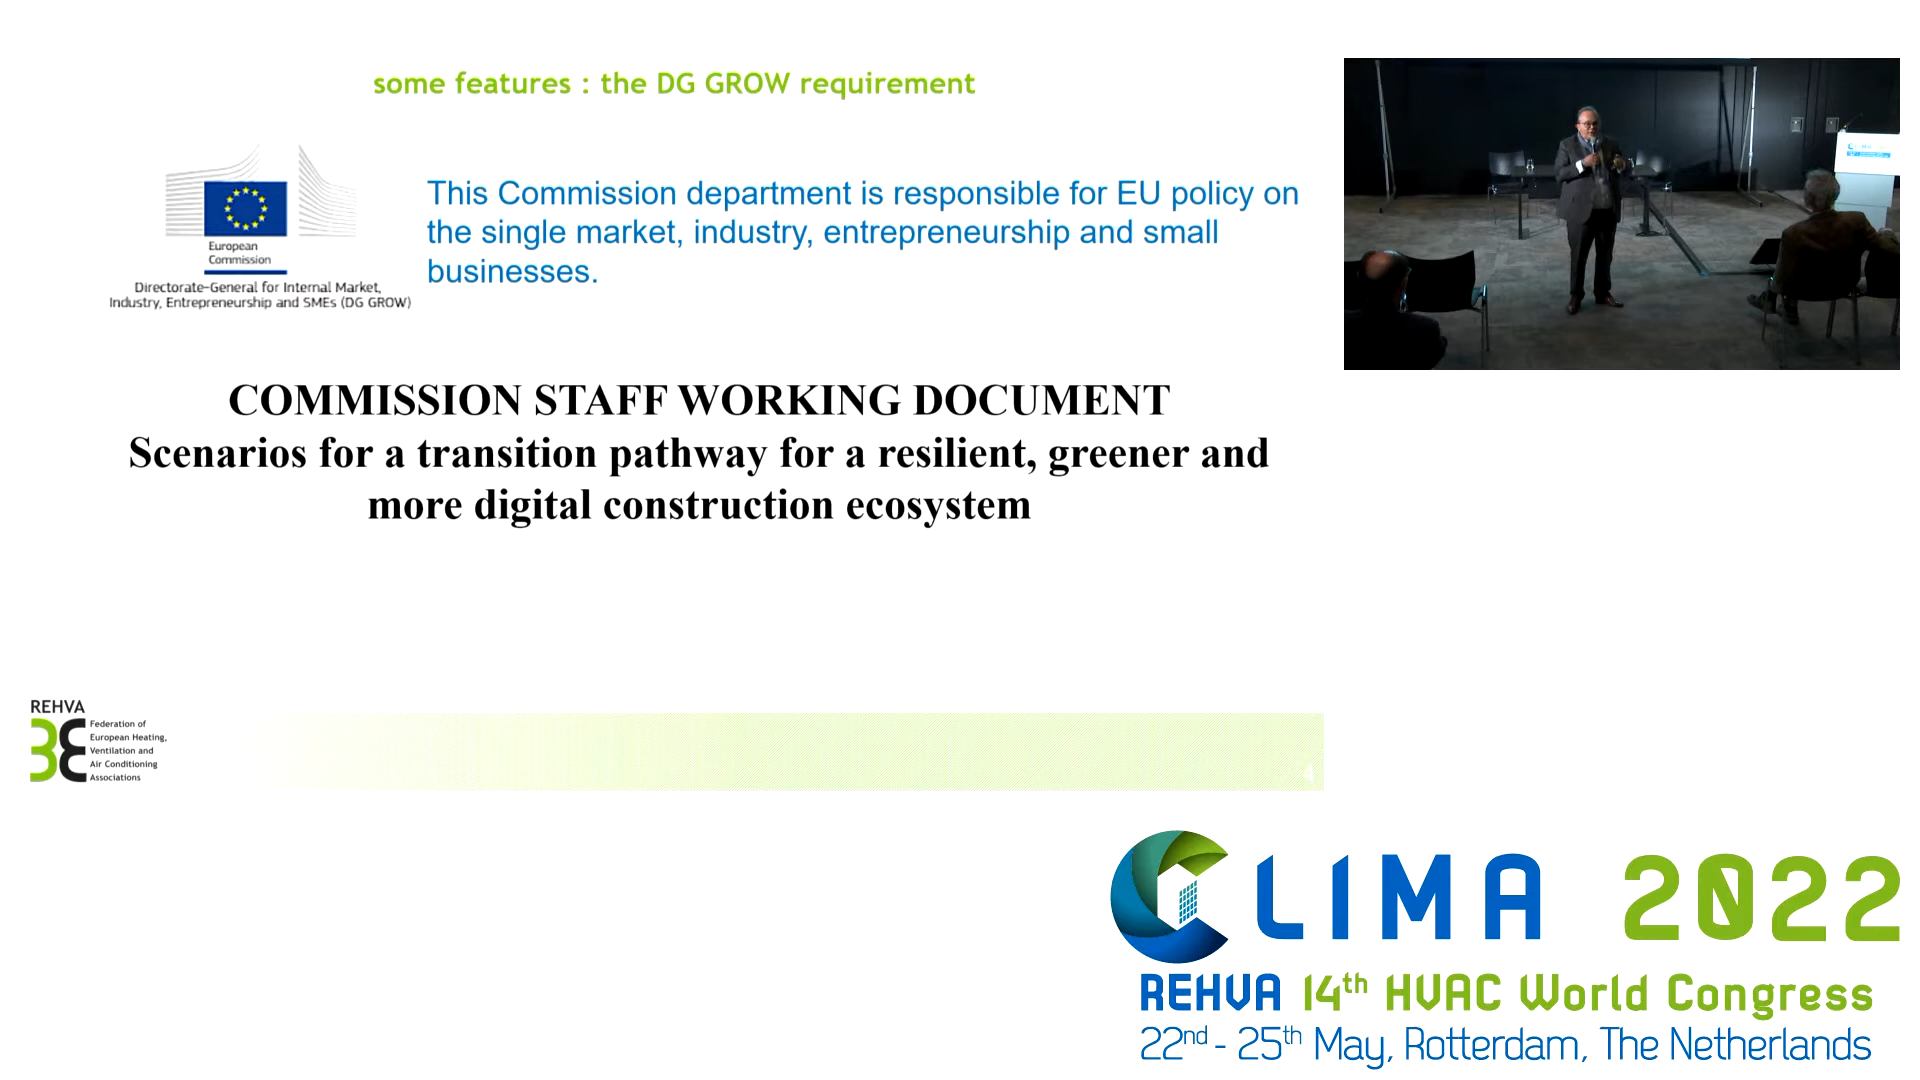 some features : the DG GROW requirement
European
Commission
Directorate-General for Internal Market,
Industry, Entrepreneurship and SMEs (DG GROW)
This Commission department is responsible for EU policy on
the single market, industry, entrepreneurship and small
businesses.
COMMISSION STAFF WORKING DOCUMENT
Scenarios for a transition pathway for a resilient, greener and
more digital construction ecosystem
REHVA
Federation of
European Heating,
Ventilation and
Air Conditioning
Associations
4
CLIMA 2022
REHVA 14th HVAC World Congress
22nd - 25th May, Rotterdam, The Netherlands